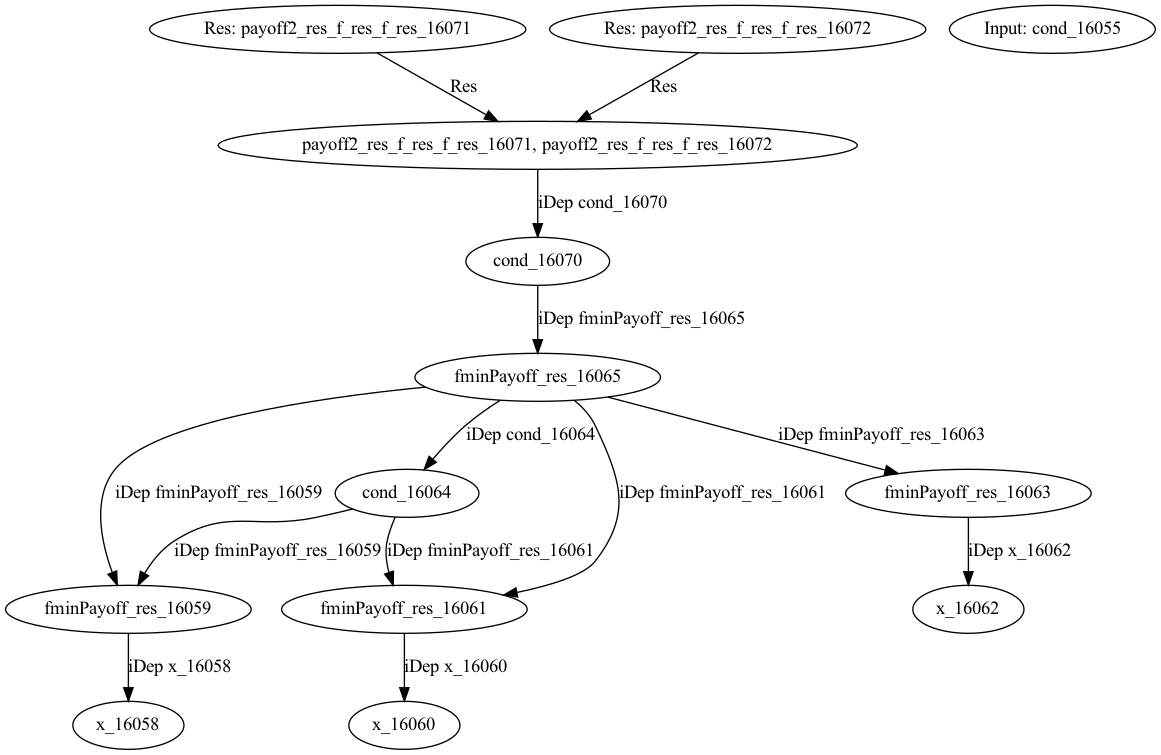 Res: payoff2_res_f_res_f_res_16071
Res: payoff2_res_f_res_f_res_16072
Input: cond_16055
Res
Res
payoff2_res_f_res_f_res_16071, payoff2_res_f_res_f_res_16072
iDep cond_16070
cond_16070
iDep fminPayoff_res_16065
fminPayoff_res_16065
iDep cond_16064
iDep fminPayoff_res_16063
iDep fminPayoff_res_16059
cond_16064
iDep fminPayoff_res_16061
fminPayoff_res_16063
iDep fminPayoff_res_16059
iDep fminPayoff_res_16061
iDep x_16062
fminPayoff_res_16059
fminPayoff_res_16061
x_16062
iDep x_16058
iDep x_16060
x_16058
x_16060